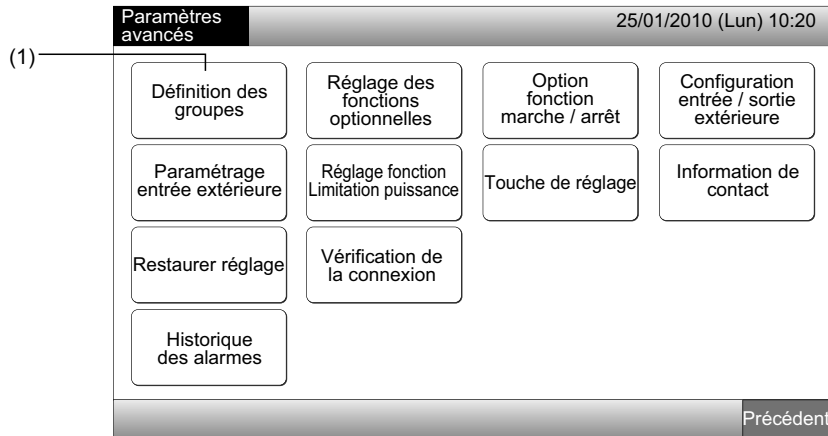 Paramètres
avancés
25/01/2010 (Lun) 10:20
(1)
Définition des
groupes
Réglage des
fonctions
optionnelles
Option
fonction
marche / arrêt
Configuration
entrée / sortie
extérieure
Paramétrage
entrée extérieure
Réglage fonction
Limitation puissance
Touche de réglage
Information de
contact
Restaurer réglage
Vérification de
la connexion
Historique
des alarmes
Précédent